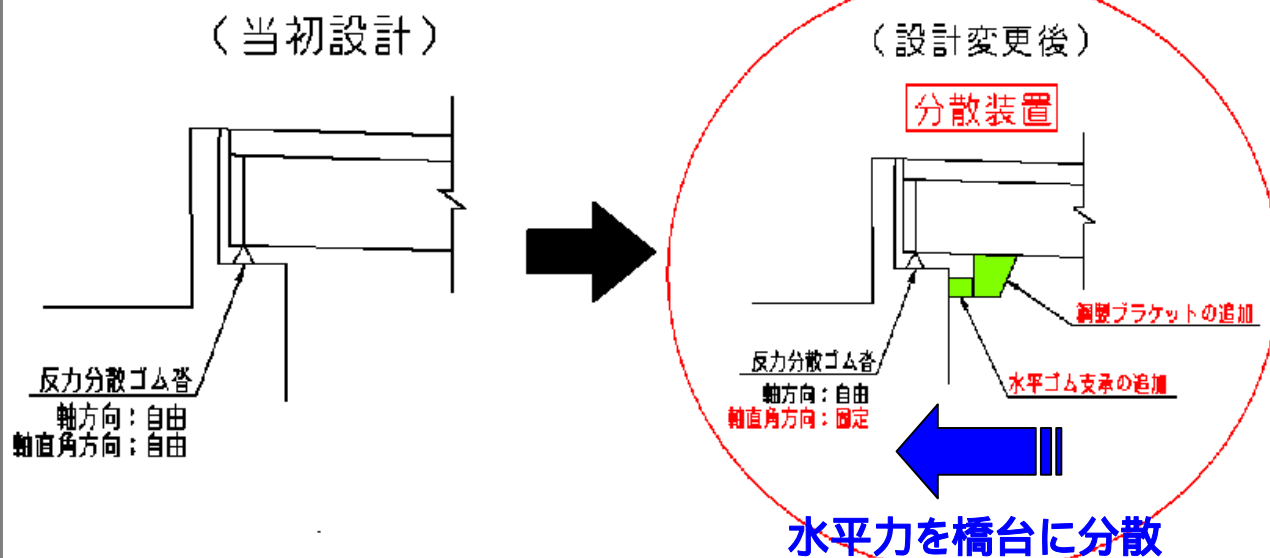 （当初設計）
反力分散ゴム沓
軸方向：自由
軸直角方向：自由
（設計変更後）
分散装置
鋼製ブラケットの追加
反力分散ゴム沓
軸方向：自由
軸直角方向：固定
水平ゴム支承の追加
水平力を橋台に分散